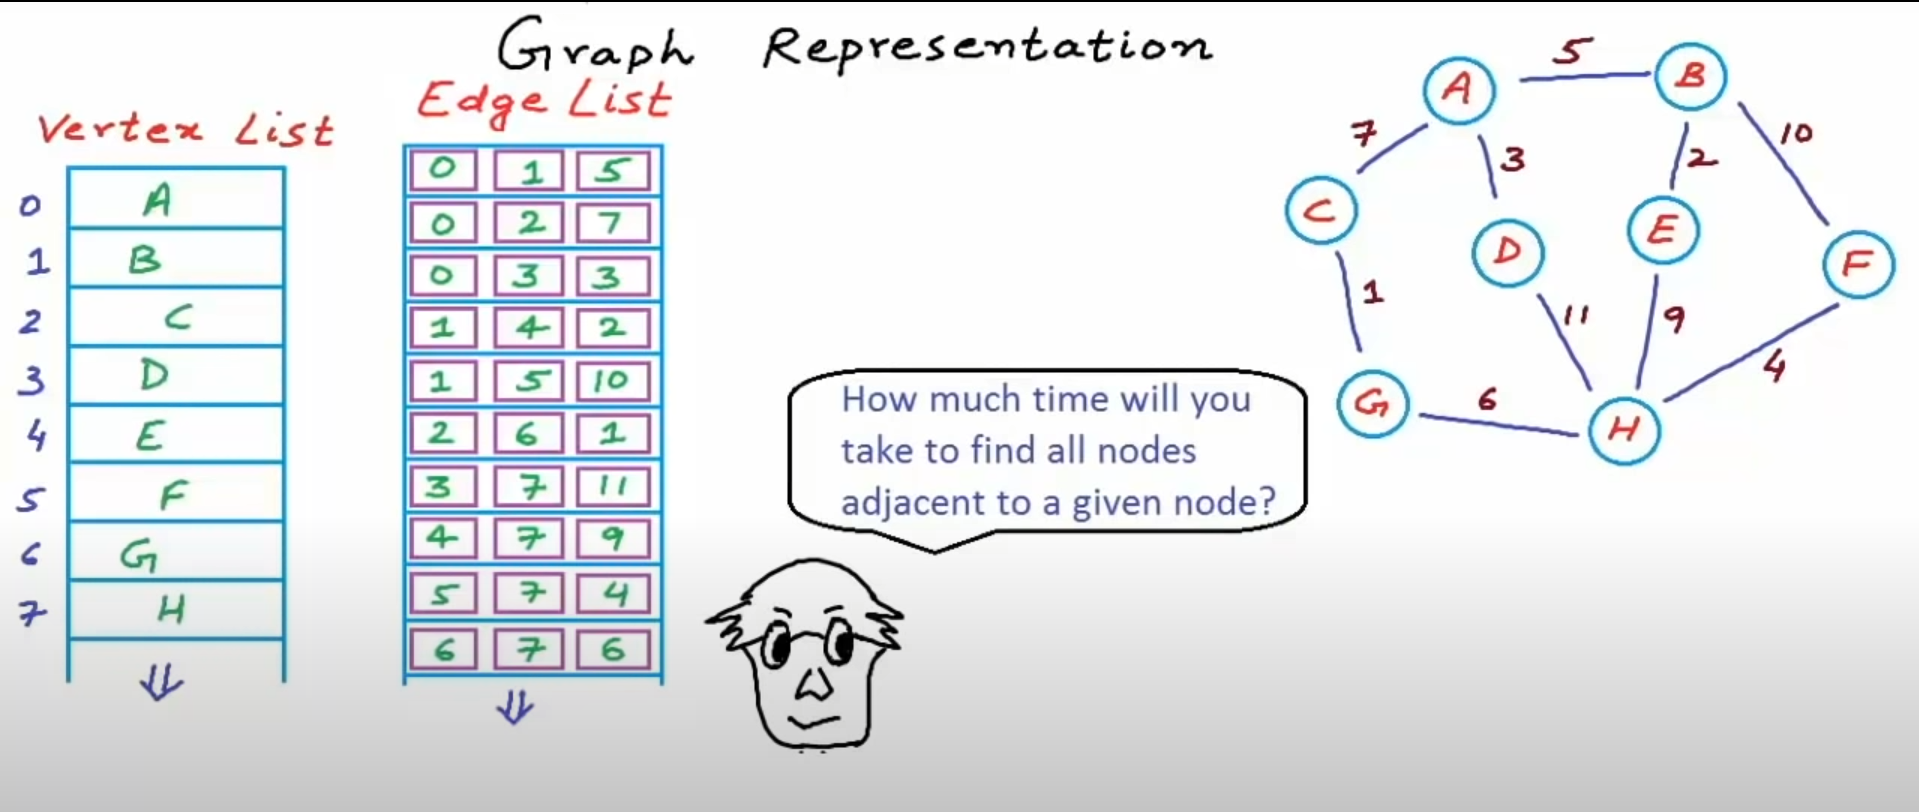 Graph Representation
Vertex List
0 A
1 B
2 C
3 D
4 E
5 F
6 G
7 H
Edge List
0 1 5
0 2 7
0 3 3
1 4 2
1 5 10
2 6 1
3 7 11
4 7 9
5 7 4
6 7 6
How much time will you
take to find all nodes
adjacent to a given node?
A 5 B
7 3 2 10
C D E F
1 11 9 4
G 6 H